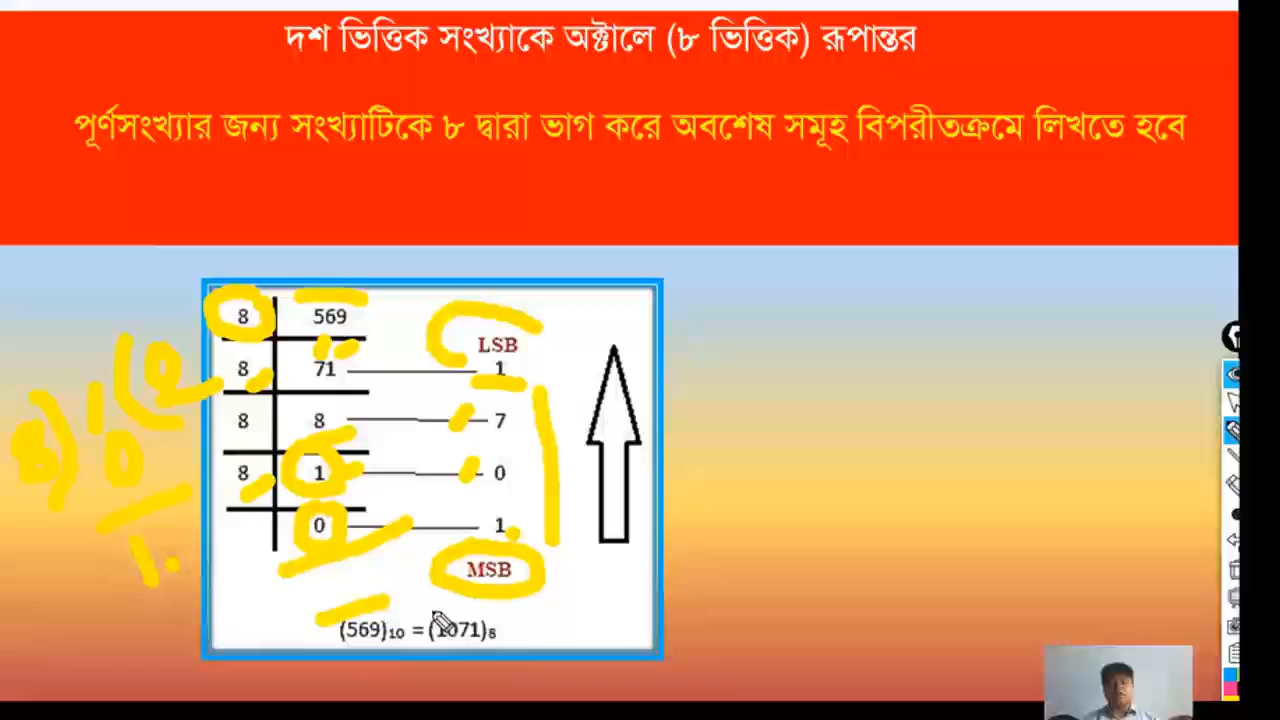 দশ ভিত্তিক সংখ্যাকে অক্টালে (৮ ভিত্তিক) রূপান্তর
পূর্ণসংখ্যার জন্য সংখ্যাটিকে ৮ দ্বারা ভাগ করে অবশেষ সমূহ বিপরীতক্রমে লিখতে হবে
8 569
LSB
8 71 1
8 8 7
8 1 0
0 1
MSB
(569)₁₀ = (1071)₈